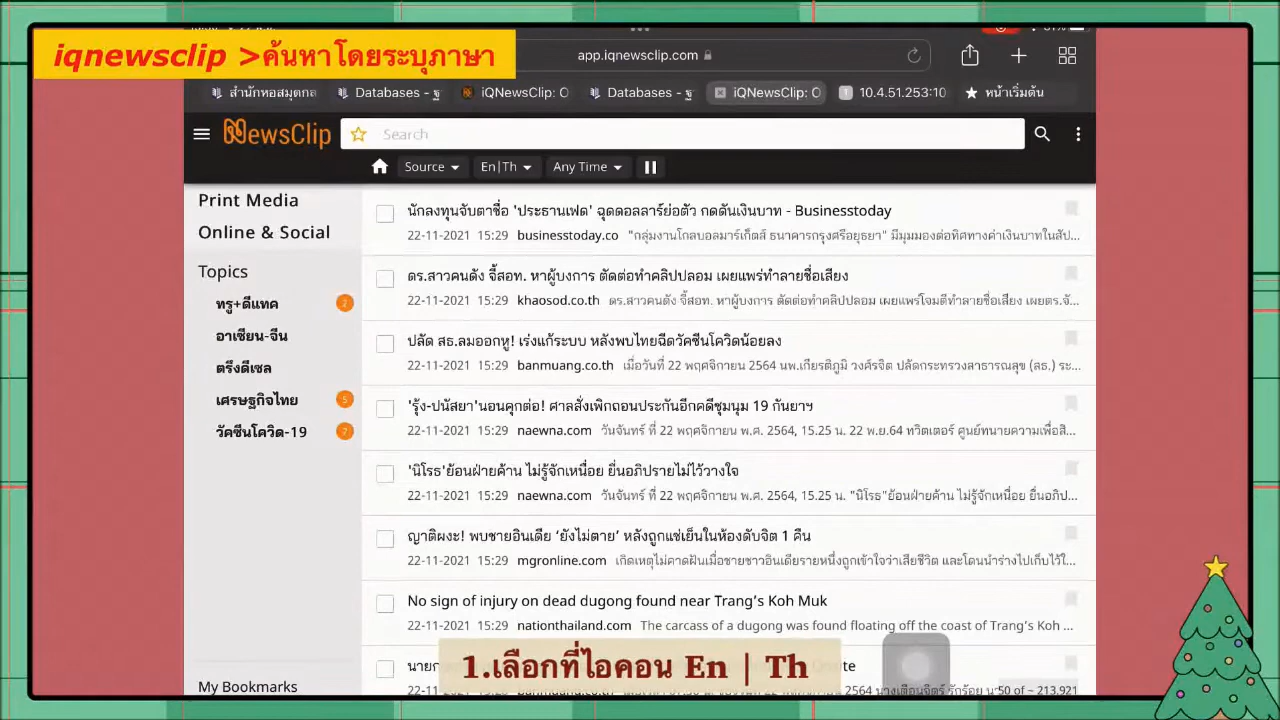 iqnewsclip >ค้นหาโดยระบุภาษา
app.iqnewsclip.com
สำนักหอสมุดกล Databases - ฐ iQNewsClip: O Databases - ฐ iQNewsClip: O 10.4.51.253:10 หน้าเริ่มต้น
NewsClip Search
Source En|Th Any Time
Print Media
Online & Social
Topics
ทรู+ดีแทค 2
อาเซียน-จีน
ตรึงดีเซล
เศรษฐกิจไทย 5
วัคซีนโควิด-19 7
My Bookmarks
นักลงทุนจับตาชื่อ 'ประธานเฟด' ฉุดดอลลาร์ย่อตัว กดดันเงินบาท - Businesstoday
22-11-2021 15:29 businesstoday.co "กลุ่มงานโกลบอลมาร์เก็ตส์ ธนาคารกรุงศรีอยุธยา" มีมุมมองต่อทิศทางค่าเงินบาทในสัป...
ดร.สาวคนดัง จี้สอท. หาผู้บงการ ตัดต่อทำคลิปปลอม เผยแพร่ทำลายชื่อเสียง
22-11-2021 15:29 khaosod.co.th ดร.สาวคนดัง จี้สอท. หาผู้บงการ ตัดต่อทำคลิปปลอม เผยแพร่โจมตีทำลายชื่อเสียง เผยตร.จั...
ปลัด สธ.ลมออกหู! เร่งแก้ระบบ หลังพบไทยฉีดวัคซีนโควิดน้อยลง
22-11-2021 15:29 banmuang.co.th เมื่อวันที่ 22 พฤศจิกายน 2564 นพ.เกียรติภูมิ วงศ์รจิต ปลัดกระทรวงสาธารณสุข (สธ.) ระ...
'รุ้ง-ปนัสยา'นอนคุกต่อ! ศาลสั่งเพิกถอนประกันอีกคดีชุมนุม 19 กันยาฯ
22-11-2021 15:29 naewna.com วันจันทร์ ที่ 22 พฤศจิกายน พ.ศ. 2564, 15.25 น. 22 พ.ย.64 ทวิตเตอร์ ศูนย์ทนายความเพื่อสิ...
'นิโรธ'ย้อนฝ่ายค้าน ไม่รู้จักเหนื่อย ยื่นอภิปรายไม่ไว้วางใจ
22-11-2021 15:29 naewna.com วันจันทร์ ที่ 22 พฤศจิกายน พ.ศ. 2564, 15.25 น. "นิโรธ"ย้อนฝ่ายค้าน ไม่รู้จักเหนื่อย ยื่นอภิป...
ญาติผงะ! พบชายอินเดีย ‘ยังไม่ตาย’ หลังถูกแช่เย็นในห้องดับจิต 1 คืน
22-11-2021 15:29 mgronline.com เกิดเหตุไม่คาดฝันเมื่อชายชาวอินเดียรายหนึ่งถูกเข้าใจว่าเสียชีวิต และโดนนำร่างไปเก็บไว้ใ...
No sign of injury on dead dugong found near Trang’s Koh Muk
22-11-2021 15:29 nationthailand.com The carcass of a dugong was found floating off the coast of Trang’s Koh ...
1.เลือกที่ไอคอน En | Th
2564 นางเตือนจิตร์ รักร้อย น 50 of ~ 213,921